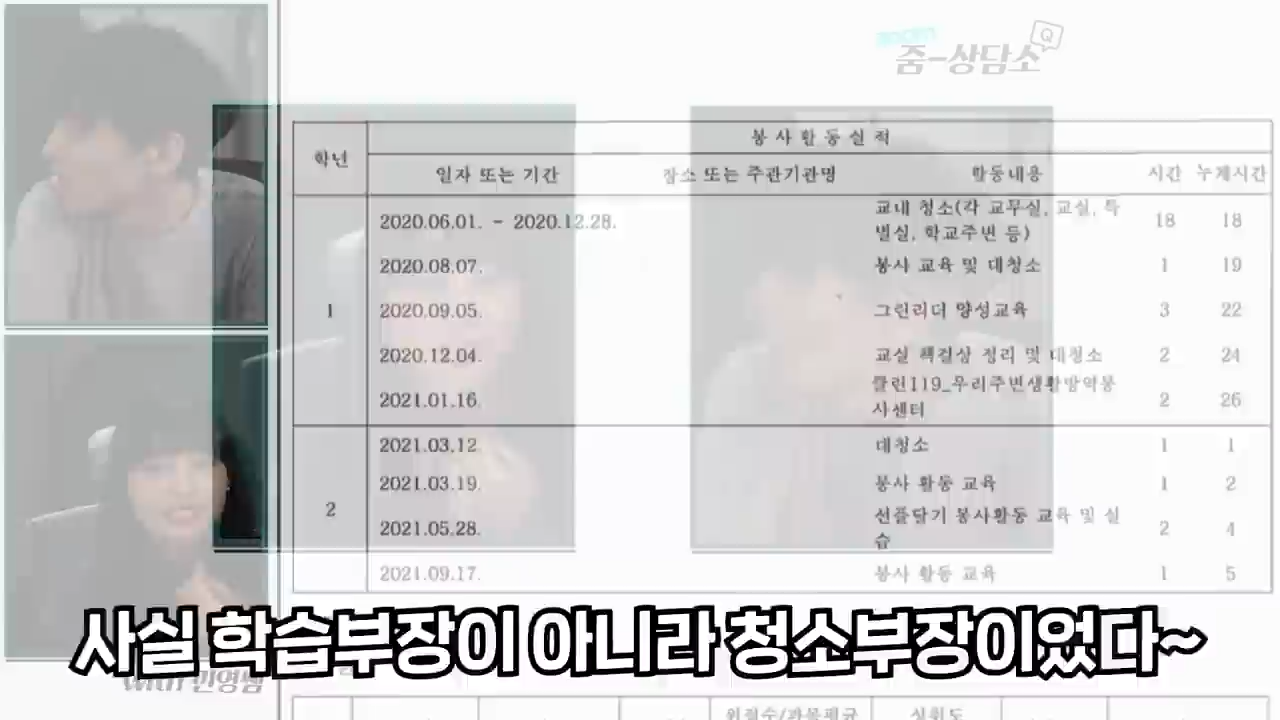 줌-상담소
Q
학년
봉사활동실적
일자 또는 기간
장소 또는 주관기관명
활동내용
시간
누계시간
1
2020.06.01. - 2020.12.28.
교내 청소(각 교무실, 교실, 특
별실, 학교주변 등)
18
18
2020.08.07.
봉사 교육 및 대청소
1
19
2020.09.05.
그린리더 양성교육
3
22
2020.12.04.
교실 책걸상 정리 및 대청소
2
24
2021.01.16.
클린119_우리주변생활방역봉
사센터
2
26
2
2021.03.12.
대청소
1
1
2021.03.19.
봉사 활동 교육
1
2
2021.05.28.
선플달기 봉사활동 교육 및 실
습
2
4
2021.09.17.
봉사 활동 교육
1
5
사실 학습부장이 아니라 청소부장이었다~
with 민영쌤